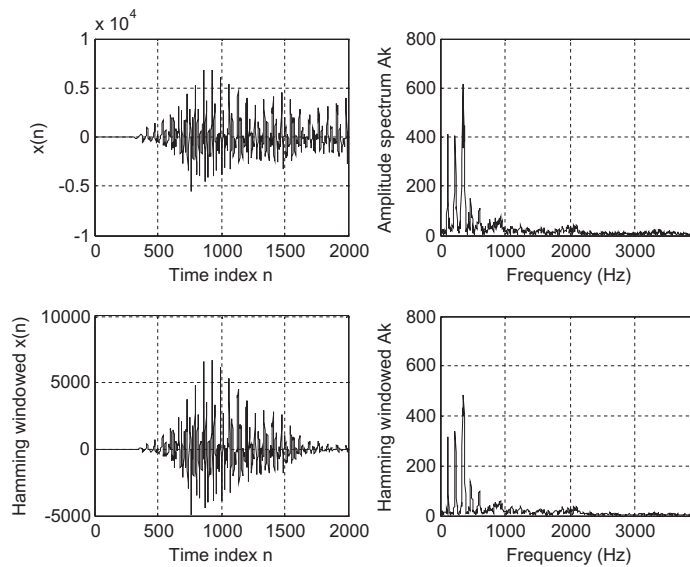 x 10^4
1
0.5
0
-0.5
-1
x(n)
0 500 1000 1500 2000
Time index n
800
600
400
200
0
Amplitude spectrum Ak
0 1000 2000 3000
Frequency (Hz)
10000
5000
0
-5000
Hamming windowed x(n)
0 500 1000 1500 2000
Time index n
800
600
400
200
0
Hamming windowed Ak
0 1000 2000 3000
Frequency (Hz)